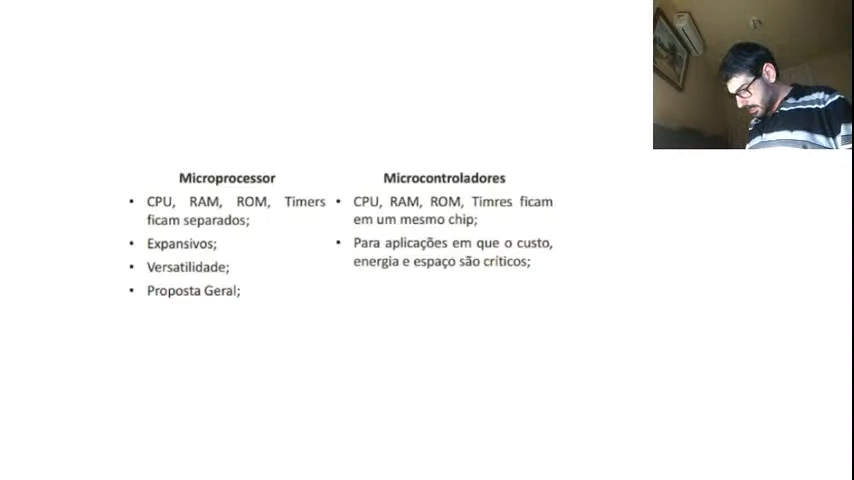 Microprocessor
• CPU, RAM, ROM, Timers
ficam separados;
• Expansivos;
• Versatilidade;
• Proposta Geral;
Microcontroladores
• CPU, RAM, ROM, Timres ficam
em um mesmo chip;
• Para aplicações em que o custo,
energia e espaço são críticos;